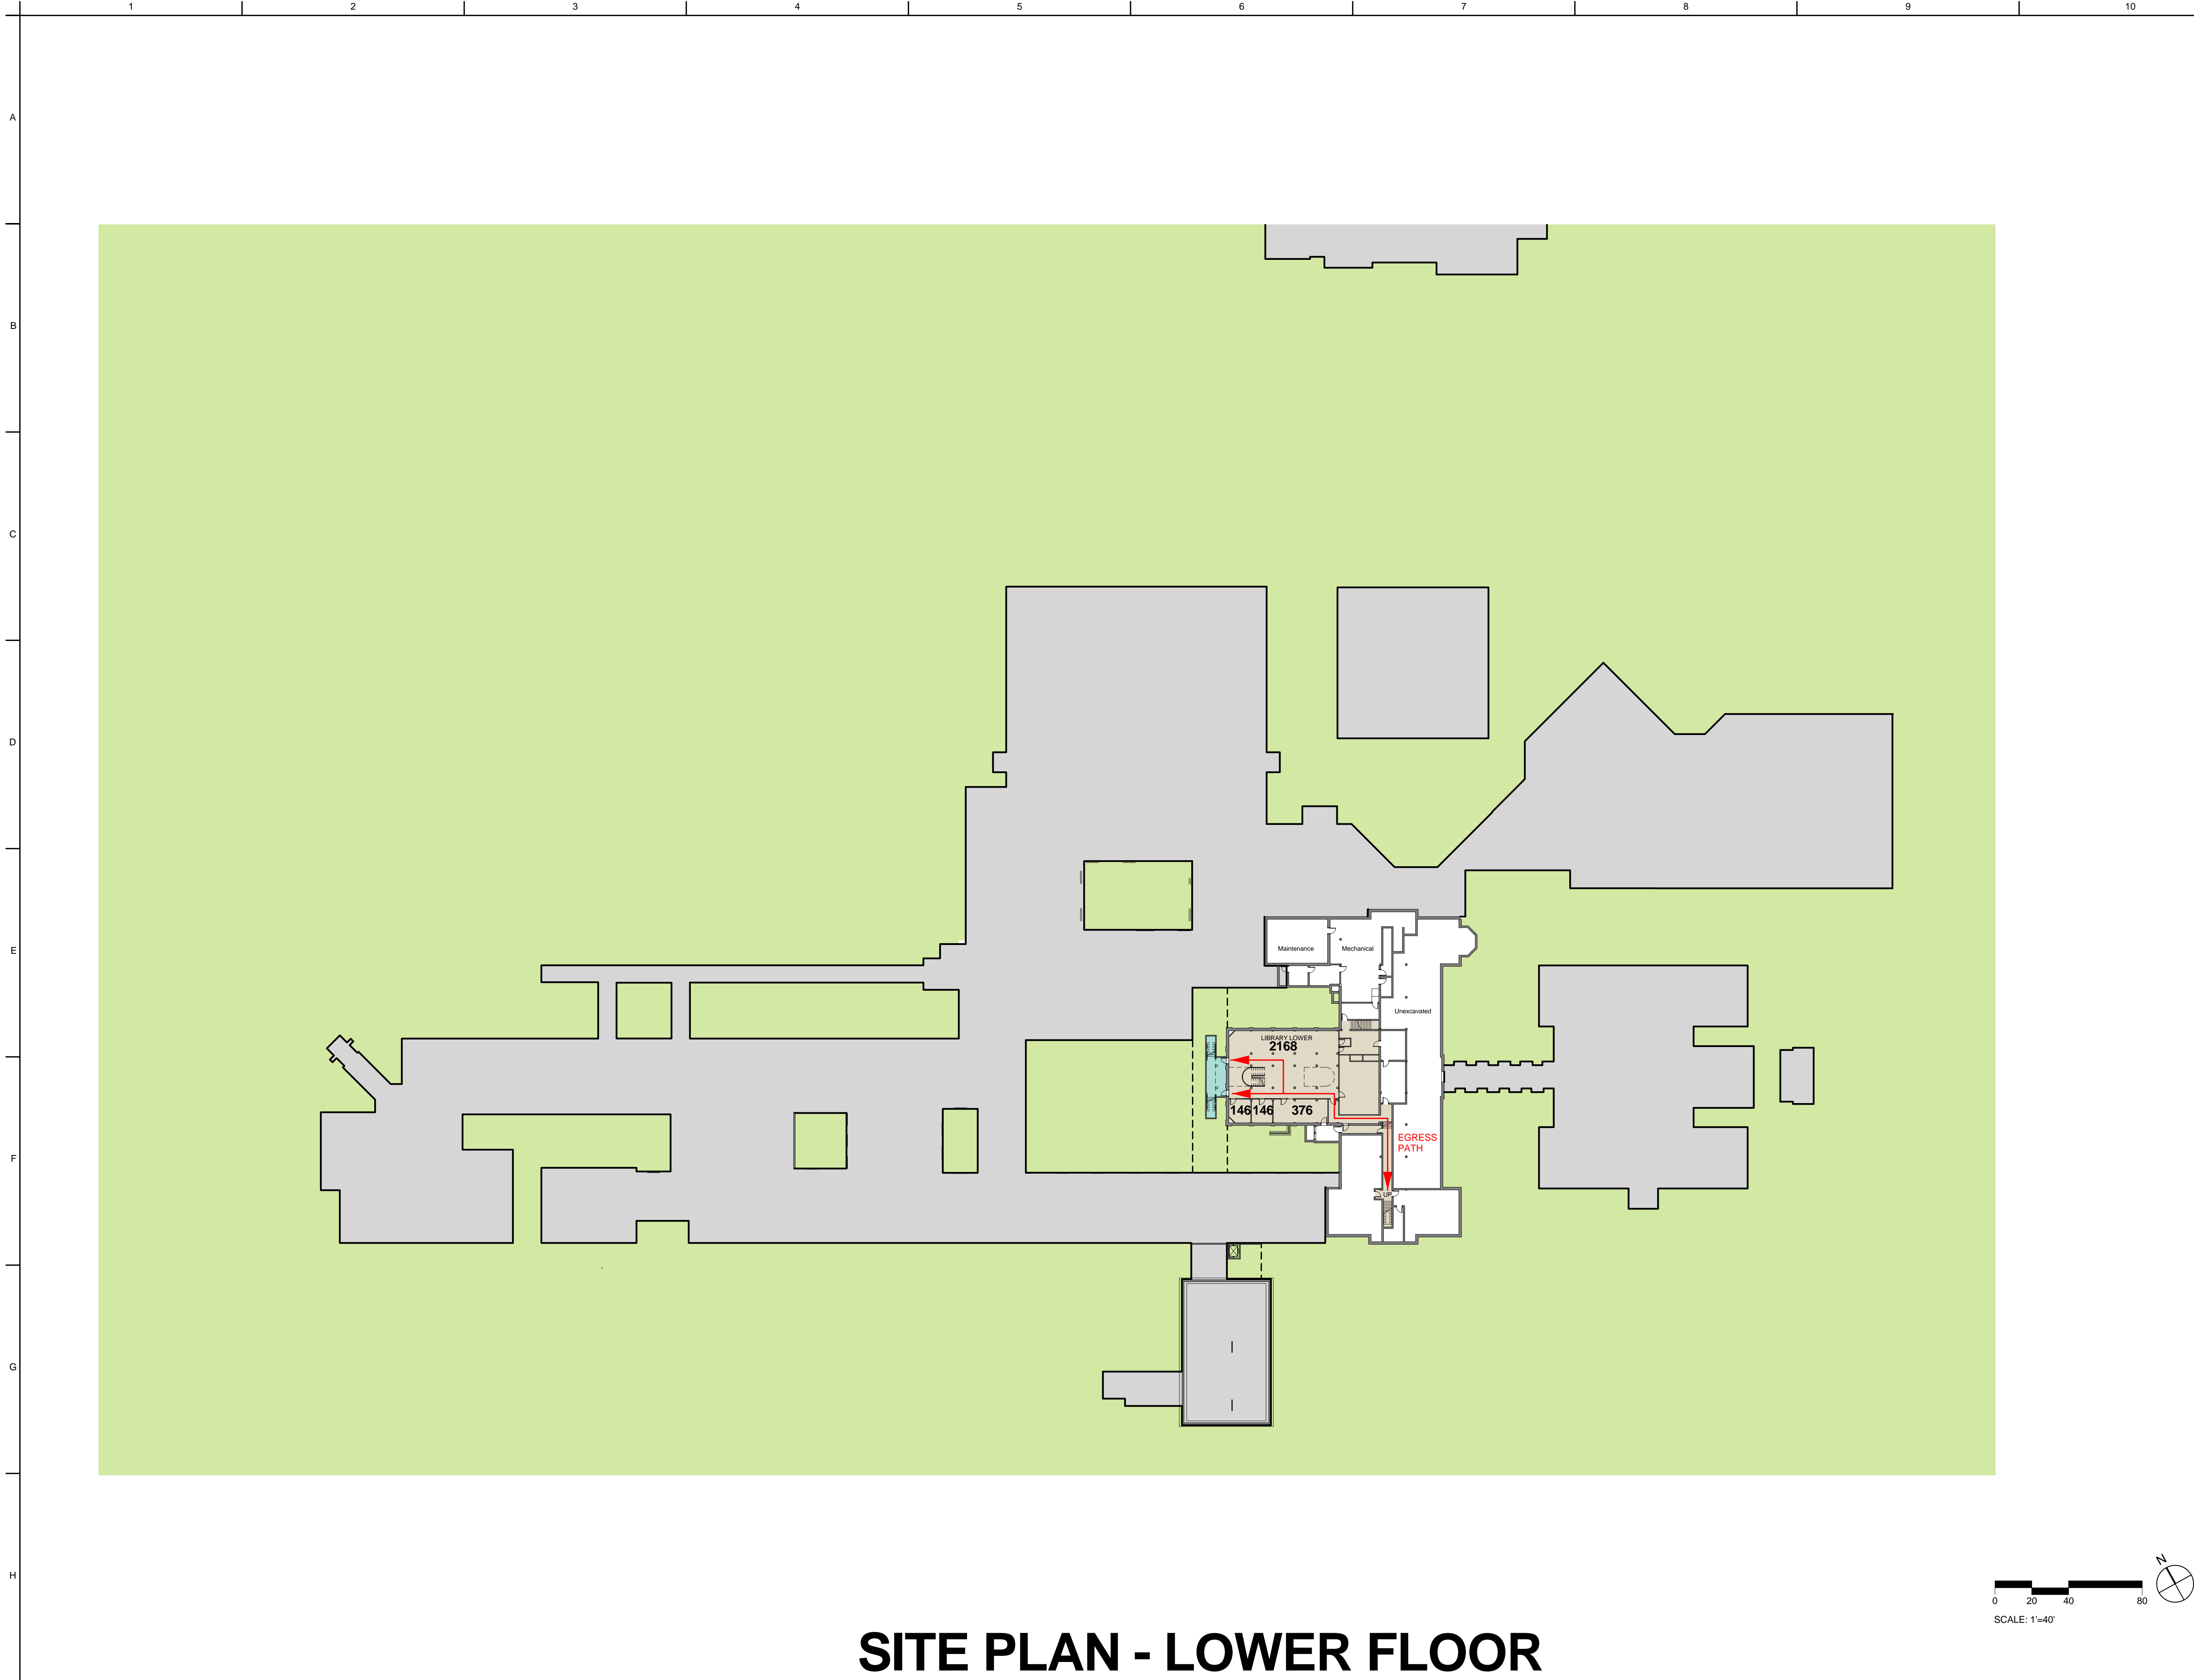 1 2 3 4 5 6 7 8 9 10
A
B
C
D
E
F
G
H
Maintenance
Mechanical
Unexcavated
LIBRARY LOWER
2168
146 146 376
EGRESS
PATH
UP
N
0 20 40 80
SCALE: 1'=40'
SITE PLAN - LOWER FLOOR